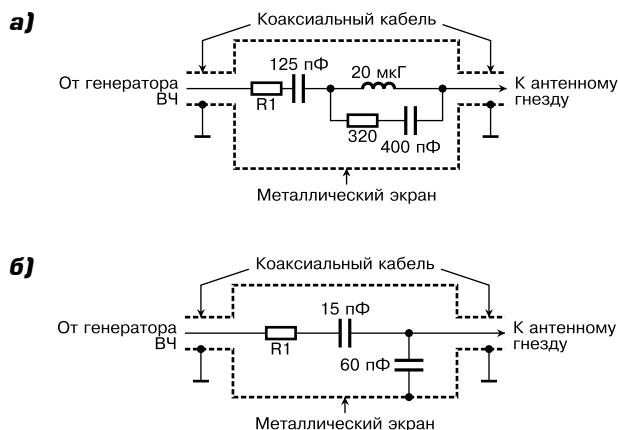 а)
Коаксиальный кабель
125 пФ
20 мкГ
От генератора
ВЧ
К антенному
гнезду
R1
320
400 пФ
Металлический экран
б)
Коаксиальный кабель
15 пФ
От генератора
ВЧ
К антенному
гнезду
R1
60 пФ
Металлический экран